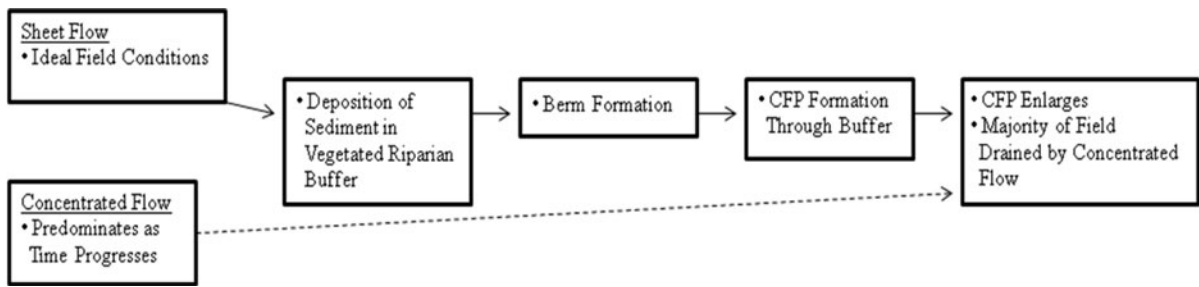 Sheet Flow
• Ideal Field Conditions
• Deposition of
Sediment in
Vegetated Riparian
Buffer
• Berm Formation
• CFP Formation
Through Buffer
• CFP Enlarges
• Majority of Field
Drained by Concentrated
Flow
Concentrated Flow
• Predominates as
Time Progresses